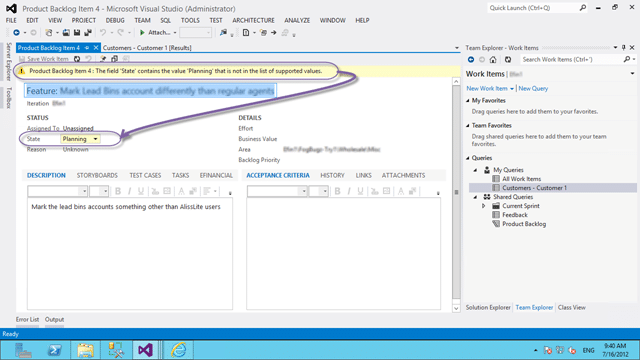 Product Backlog Item 4 - Microsoft Visual Studio (Administrator)
Quick Launch (Ctrl+Q)
FILE EDIT VIEW PROJECT DEBUG TEAM SQL TOOLS TEST ARCHITECTURE ANALYZE WINDOW HELP
Attach...
Server Explorer
Toolbox
Product Backlog Item 4
Customers - Customer 1 [Results]
Save Work Item
Product Backlog Item 4 : The field 'State' contains the value 'Planning' that is not in the list of supported values.
Feature: Mark Lead Bins account differently than regular agents
Iteration
STATUS
Assigned To Unassigned
State Planning
Reason Unknown
DETAILS
Effort
Business Value
Area
Backlog Priority
DESCRIPTION STORYBOARDS TEST CASES TASKS EFINANCIAL
Mark the lead bins accounts something other than AlissLite users
ACCEPTANCE CRITERIA HISTORY LINKS ATTACHMENTS
Team Explorer - Work Items
Search Work Items (Ctrl+')
Work Items
New Work Item New Query
My Favorites
Drag queries here to add them to your favorites.
Team Favorites
Drag shared queries here to add them to your team favorites.
Queries
My Queries
All Work Items
Customers - Customer 1
Shared Queries
Current Sprint
Feedback
Product Backlog
Solution Explorer Team Explorer Class View
Error List Output
Ready
ENG
9:40 AM
7/16/2012